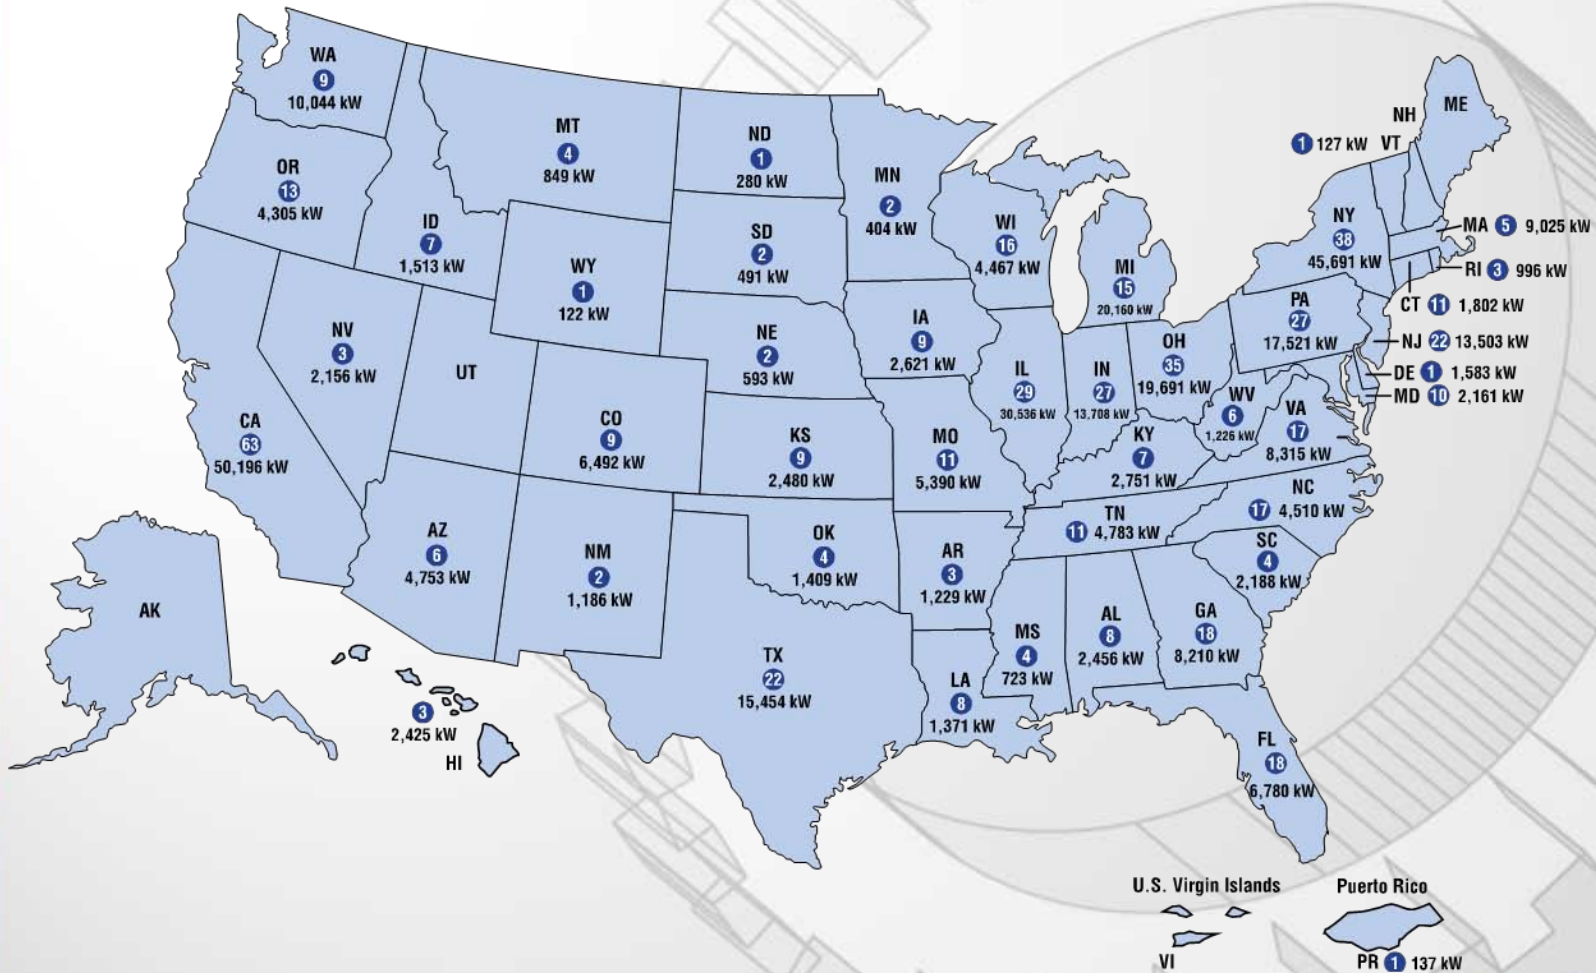 WA
9
10,044 kW
OR
13
4,305 kW
CA
63
50,196 kW
NV
3
2,156 kW
ID
7
1,513 kW
MT
4
849 kW
WY
1
122 kW
UT
CO
9
6,492 kW
AZ
6
4,753 kW
NM
2
1,186 kW
ND
1
280 kW
SD
2
491 kW
NE
2
593 kW
KS
9
2,480 kW
OK
4
1,409 kW
TX
22
15,454 kW
MN
2
404 kW
IA
9
2,621 kW
MO
11
5,390 kW
AR
3
1,229 kW
LA
8
1,371 kW
WI
16
4,467 kW
IL
29
30,536 kW
MI
15
20,160 kW
IN
27
13,708 kW
OH
35
19,691 kW
KY
7
2,751 kW
TN
11 4,783 kW
MS
4
723 kW
AL
8
2,456 kW
GA
18
8,210 kW
FL
18
6,780 kW
SC
4
2,188 kW
NC
17 4,510 kW
VA
17
8,315 kW
WV
6
1,226 kW
PA
27
17,521 kW
NY
38
45,691 kW
1 127 kW VT
NH
ME
MA 5 9,025 kW
RI 3 996 kW
CT 11 1,802 kW
NJ 22 13,503 kW
DE 1 1,583 kW
MD 10 2,161 kW
AK
3
2,425 kW
HI
U.S. Virgin Islands
VI
Puerto Rico
PR 1 137 kW